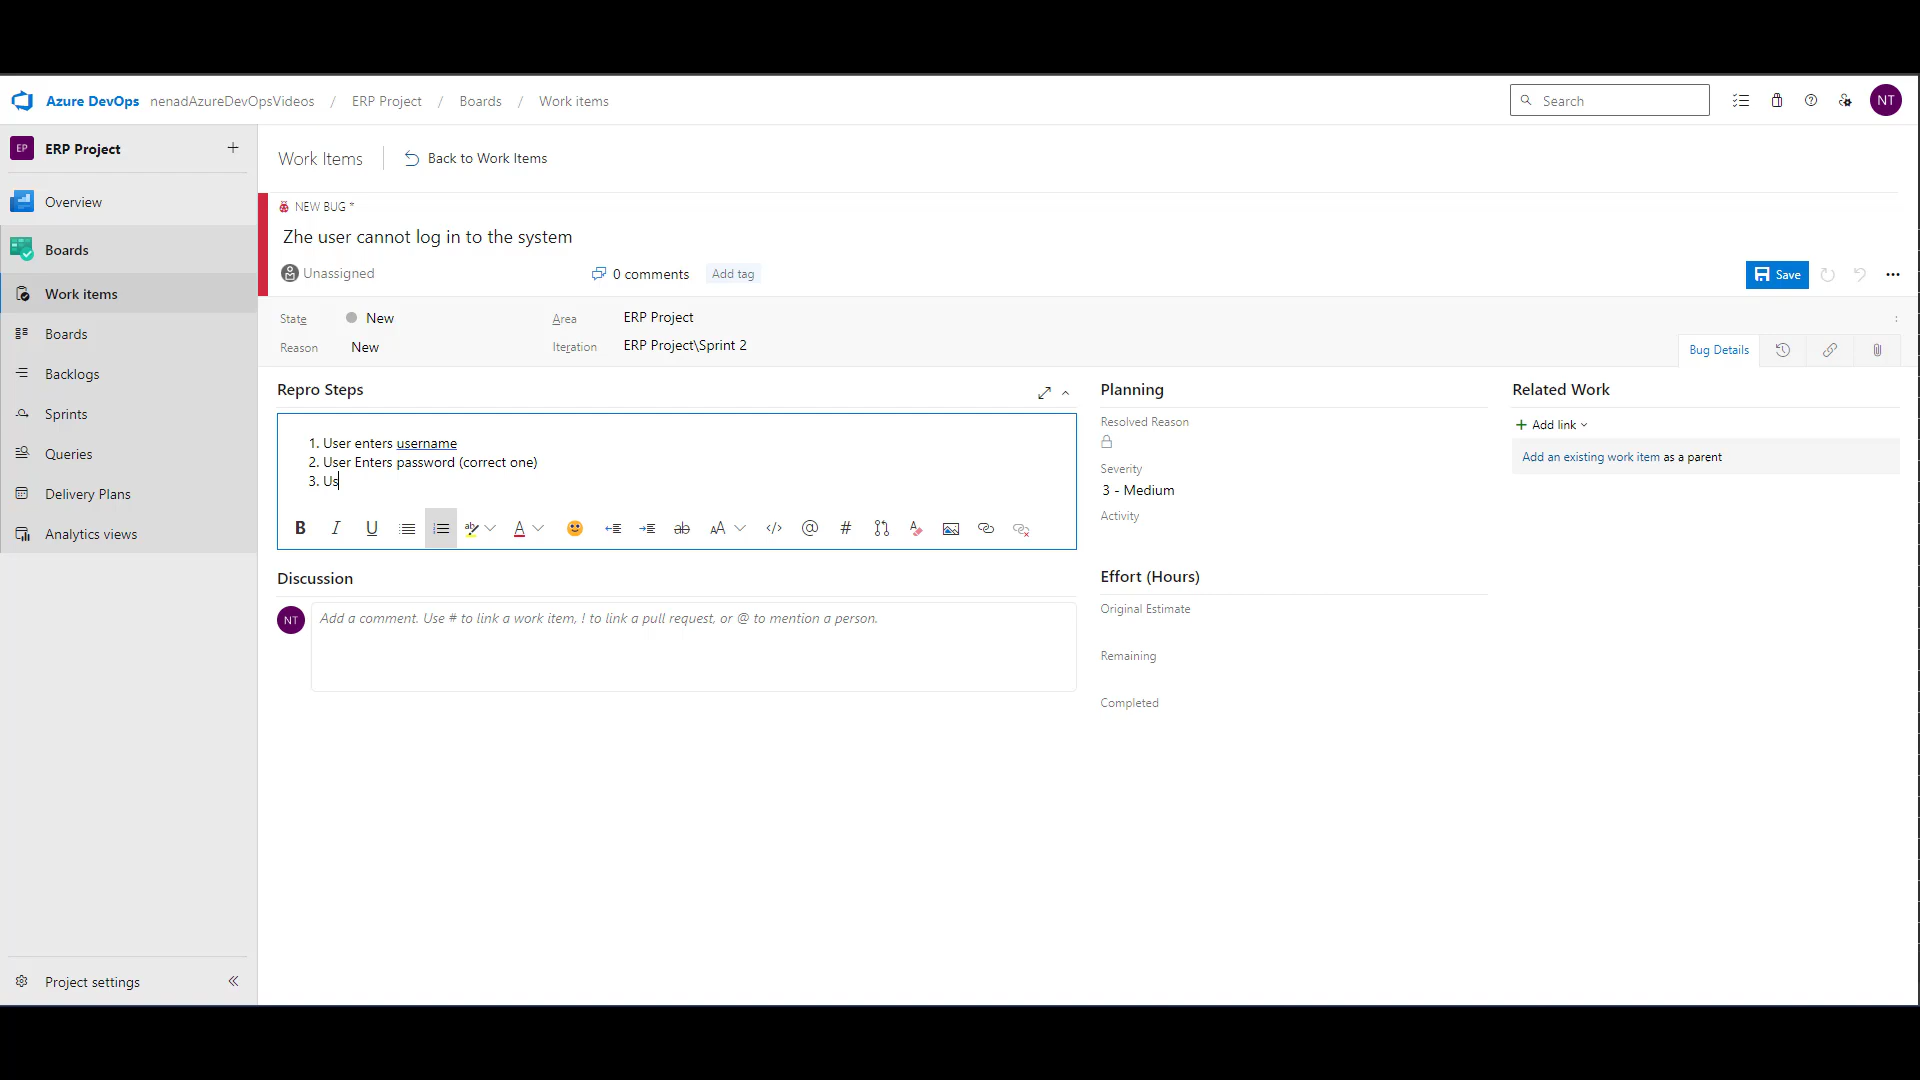 Azure DevOps nenadAzureDevOpsVideos / ERP Project / Boards / Work items
Search
NT
EP ERP Project
Overview
Boards
Work items
Boards
Backlogs
Sprints
Queries
Delivery Plans
Analytics views
Project settings
Work Items
Back to Work Items
NEW BUG *
Zhe user cannot log in to the system
Unassigned
0 comments
Add tag
Save
State New
Reason New
Area ERP Project
Iteration ERP Project\Sprint 2
Bug Details
Repro Steps
1. User enters username
2. User Enters password (correct one)
3. Us
Discussion
NT
Add a comment. Use # to link a work item, ! to link a pull request, or @ to mention a person.
Planning
Resolved Reason
Severity
3 - Medium
Activity
Effort (Hours)
Original Estimate
Remaining
Completed
Related Work
Add link
Add an existing work item as a parent